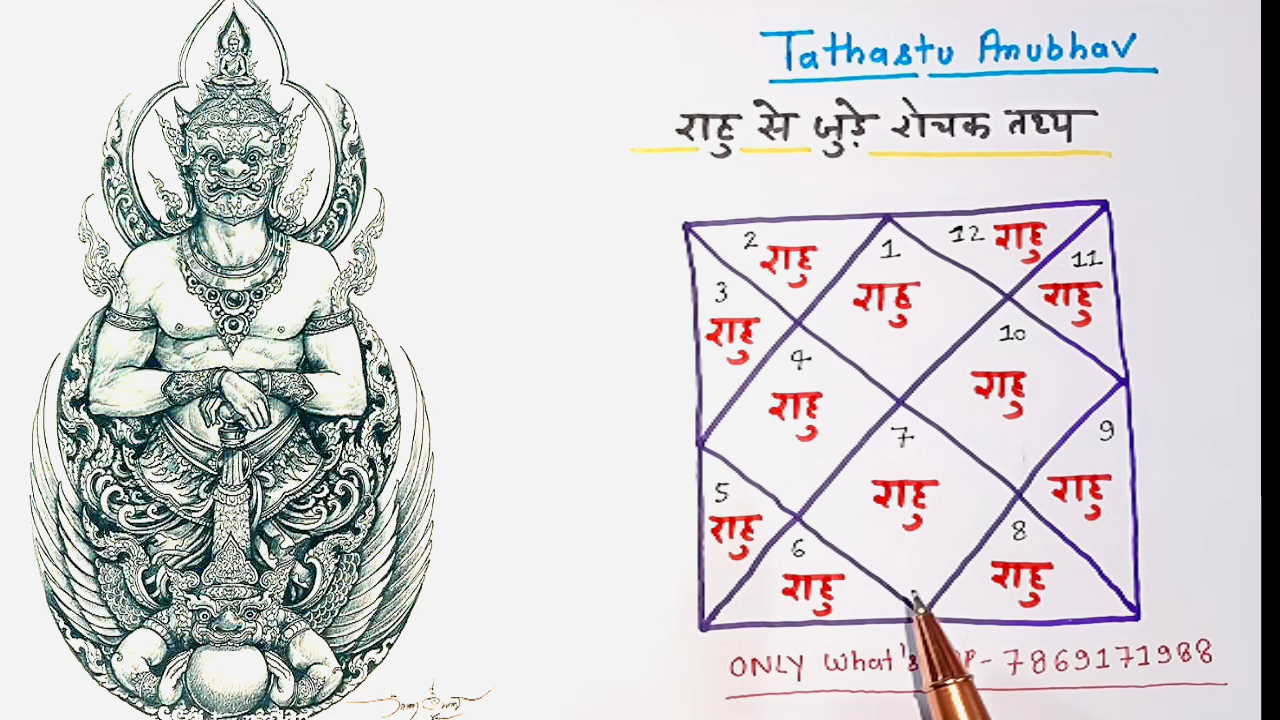 Tathastu Anubhav
राहु से जुड़े रोचक तथ्य
2 राहु
1 राहु
12 राहु
11 राहु
3 राहु
4 राहु
10 राहु
7 राहु
9 राहु
5 राहु
6 राहु
8 राहु
ONLY What's - 7869171988